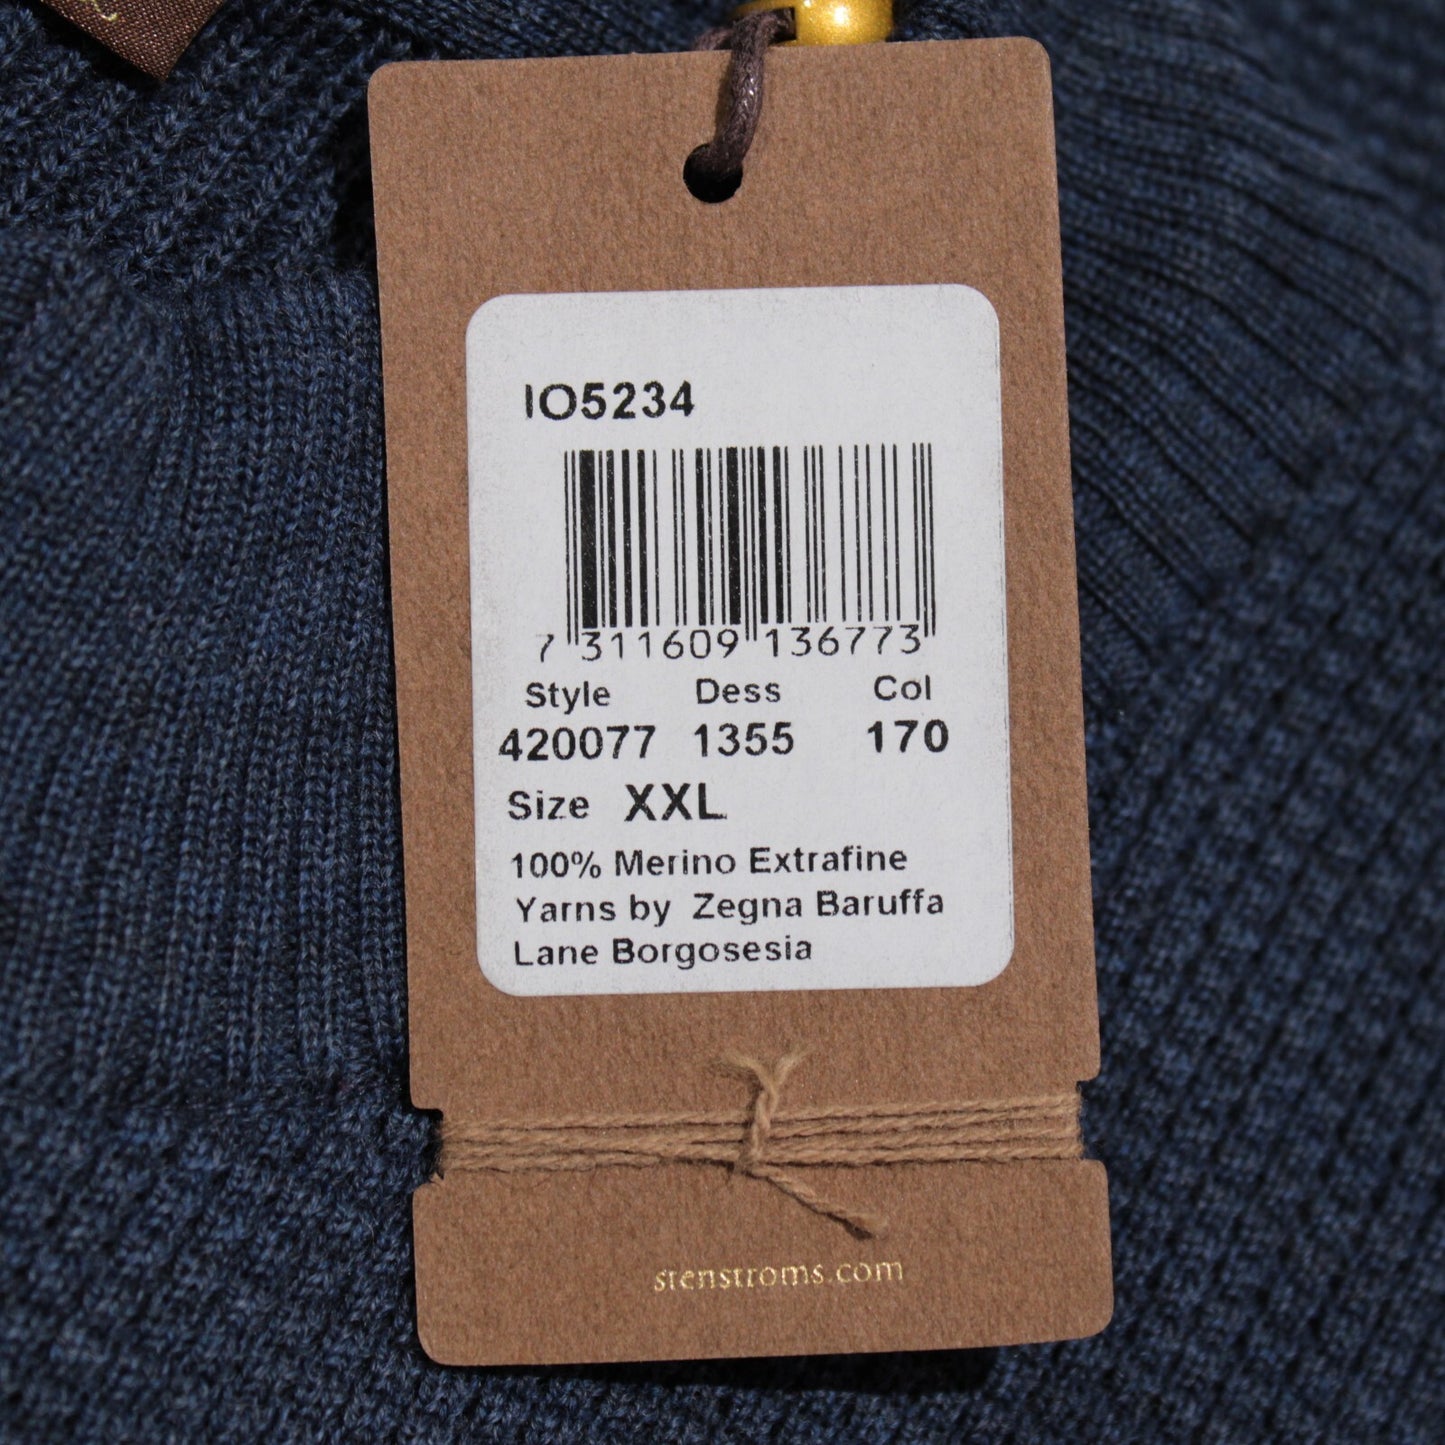 IO5234
7 311609 136773
Style Dess Col
420077 1355 170
Size XXL
100% Merino Extrafine
Yarns by Zegna Baruffa
Lane Borgosesia
stenstroms.com